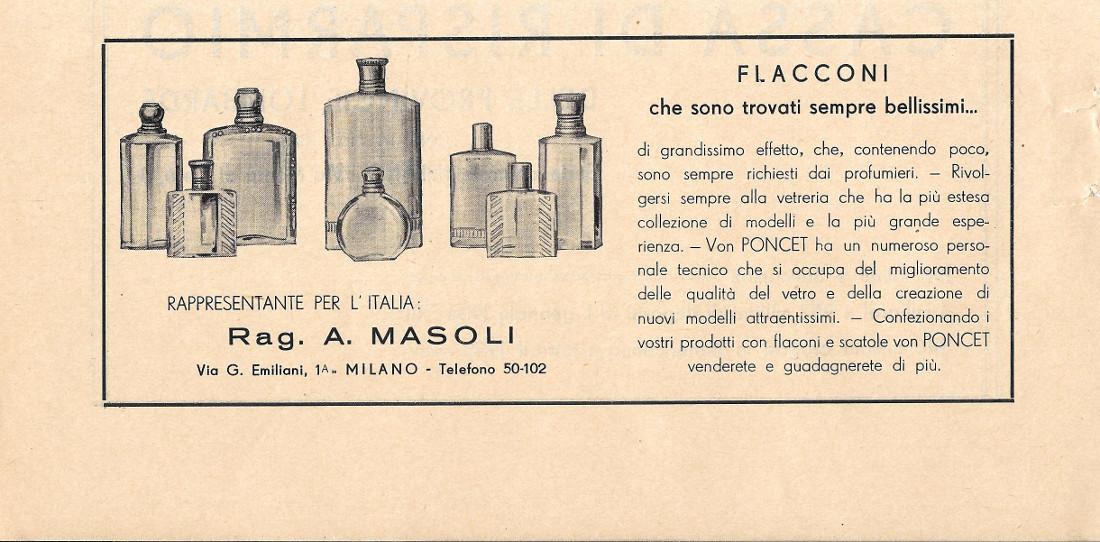 FLACCONI
che sono trovati sempre bellissimi...
di grandissimo effetto, che, contenendo poco,
sono sempre richiesti dai profumieri. — Rivol-
gersi sempre alla vetreria che ha la più estesa
collezione di modelli e la più grande espe-
rienza. — Von PONCET ha un numeroso perso-
nale tecnico che si occupa del miglioramento
delle qualità del vetro e della creazione di
nuovi modelli attraentissimi. — Confezionando i
vostri prodotti con flaconi e scatole von PONCET
venderete e guadagnerete di più.
RAPPRESENTANTE PER L'ITALIA:
Rag. A. MASOLI
Via G. Emiliani, 1A - MILANO - Telefono 50-102